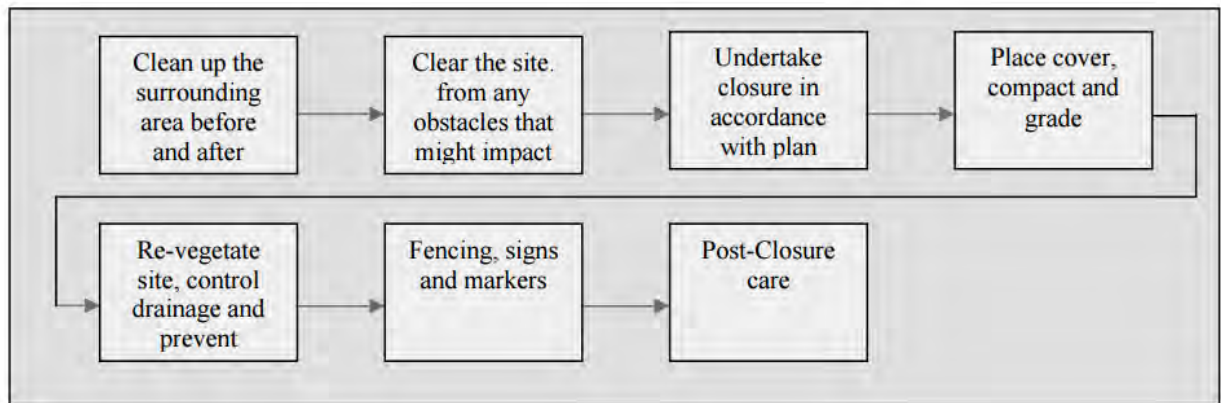 Clean up the
surrounding
area before
and after
Clear the site.
from any
obstacles that
might impact
Undertake
closure in
accordance
with plan
Place cover,
compact and
grade
Re-vegetate
site, control
drainage and
prevent
Fencing, signs
and markers
Post-Closure
care